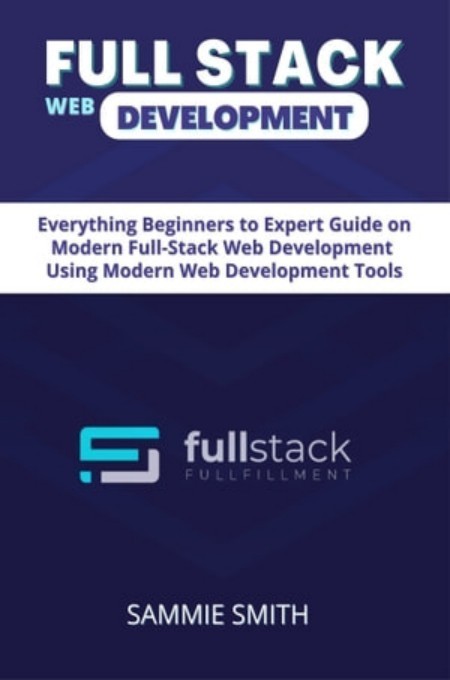 FULL STACK
WEB DEVELOPMENT
Everything Beginners to Expert Guide on
Modern Full-Stack Web Development
Using Modern Web Development Tools
fullstack
FULLFILLMENT
SAMMIE SMITH